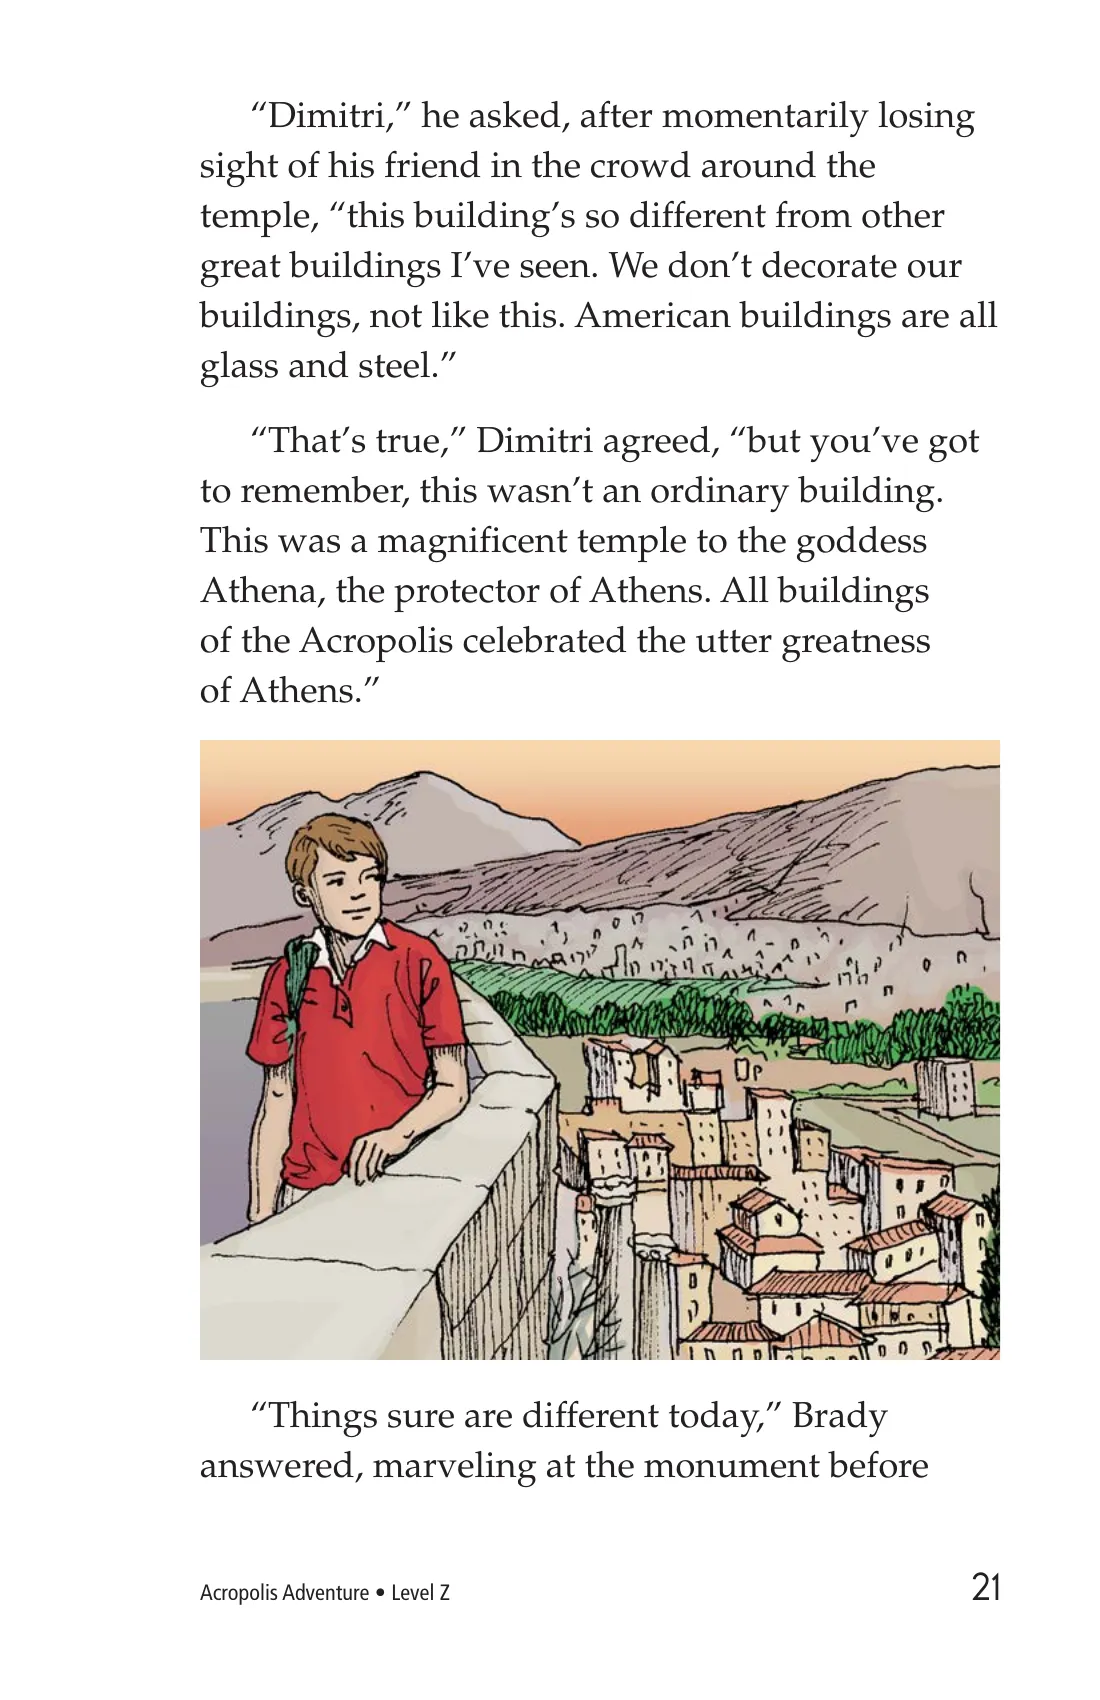 “Dimitri,” he asked, after momentarily losing
sight of his friend in the crowd around the
temple, “this building’s so different from other
great buildings I’ve seen. We don’t decorate our
buildings, not like this. American buildings are all
glass and steel.”
“That’s true,” Dimitri agreed, “but you’ve got
to remember, this wasn’t an ordinary building.
This was a magnificent temple to the goddess
Athena, the protector of Athens. All buildings
of the Acropolis celebrated the utter greatness
of Athens.”
“Things sure are different today,” Brady
answered, marveling at the monument before
Acropolis Adventure • Level Z
21